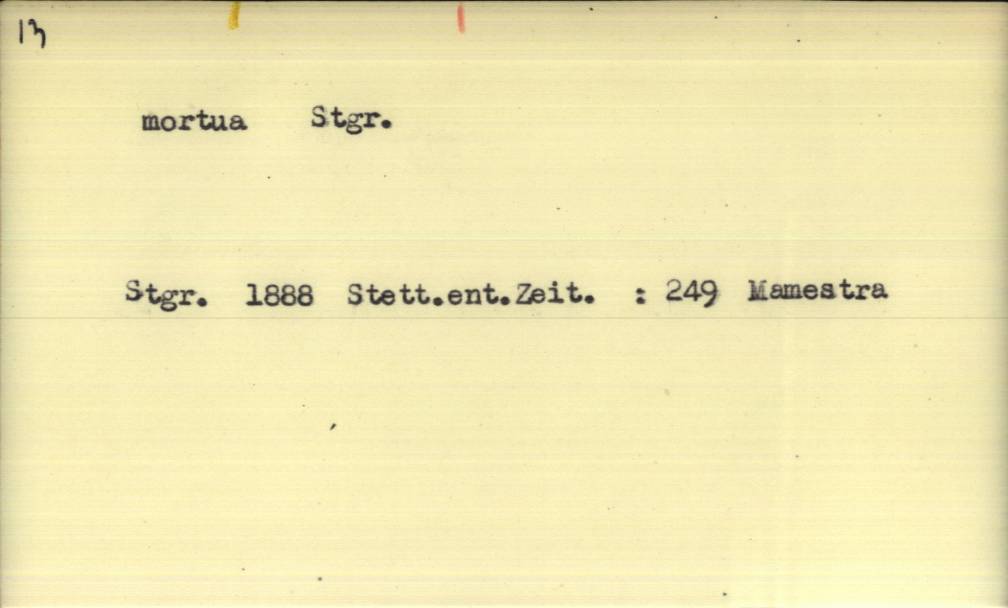 13
mortua Stgr.
Stgr. 1888 Stett.ent.Zeit. : 249 Mamestra